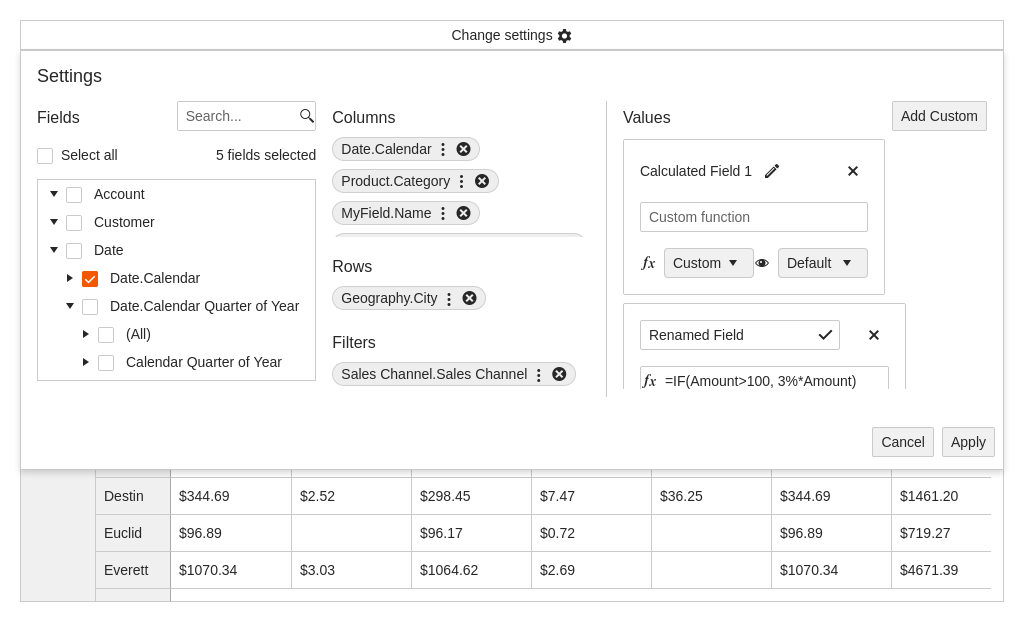 Change settings
Settings
Fields
Search...
Select all
5 fields selected
Account
Customer
Date
Date.Calendar
Date.Calendar Quarter of Year
(All)
Calendar Quarter of Year
Columns
Date.Calendar
Product.Category
MyField.Name
Rows
Geography.City
Filters
Sales Channel.Sales Channel
Values
Add Custom
Calculated Field 1
Custom function
fx Custom Default
Renamed Field
fx =IF(Amount>100, 3%*Amount)
Cancel Apply
Destin $344.69 $2.52 $298.45 $7.47 $36.25 $344.69 $1461.20
Euclid $96.89 $96.17 $0.72 $96.89 $719.27
Everett $1070.34 $3.03 $1064.62 $2.69 $1070.34 $4671.39